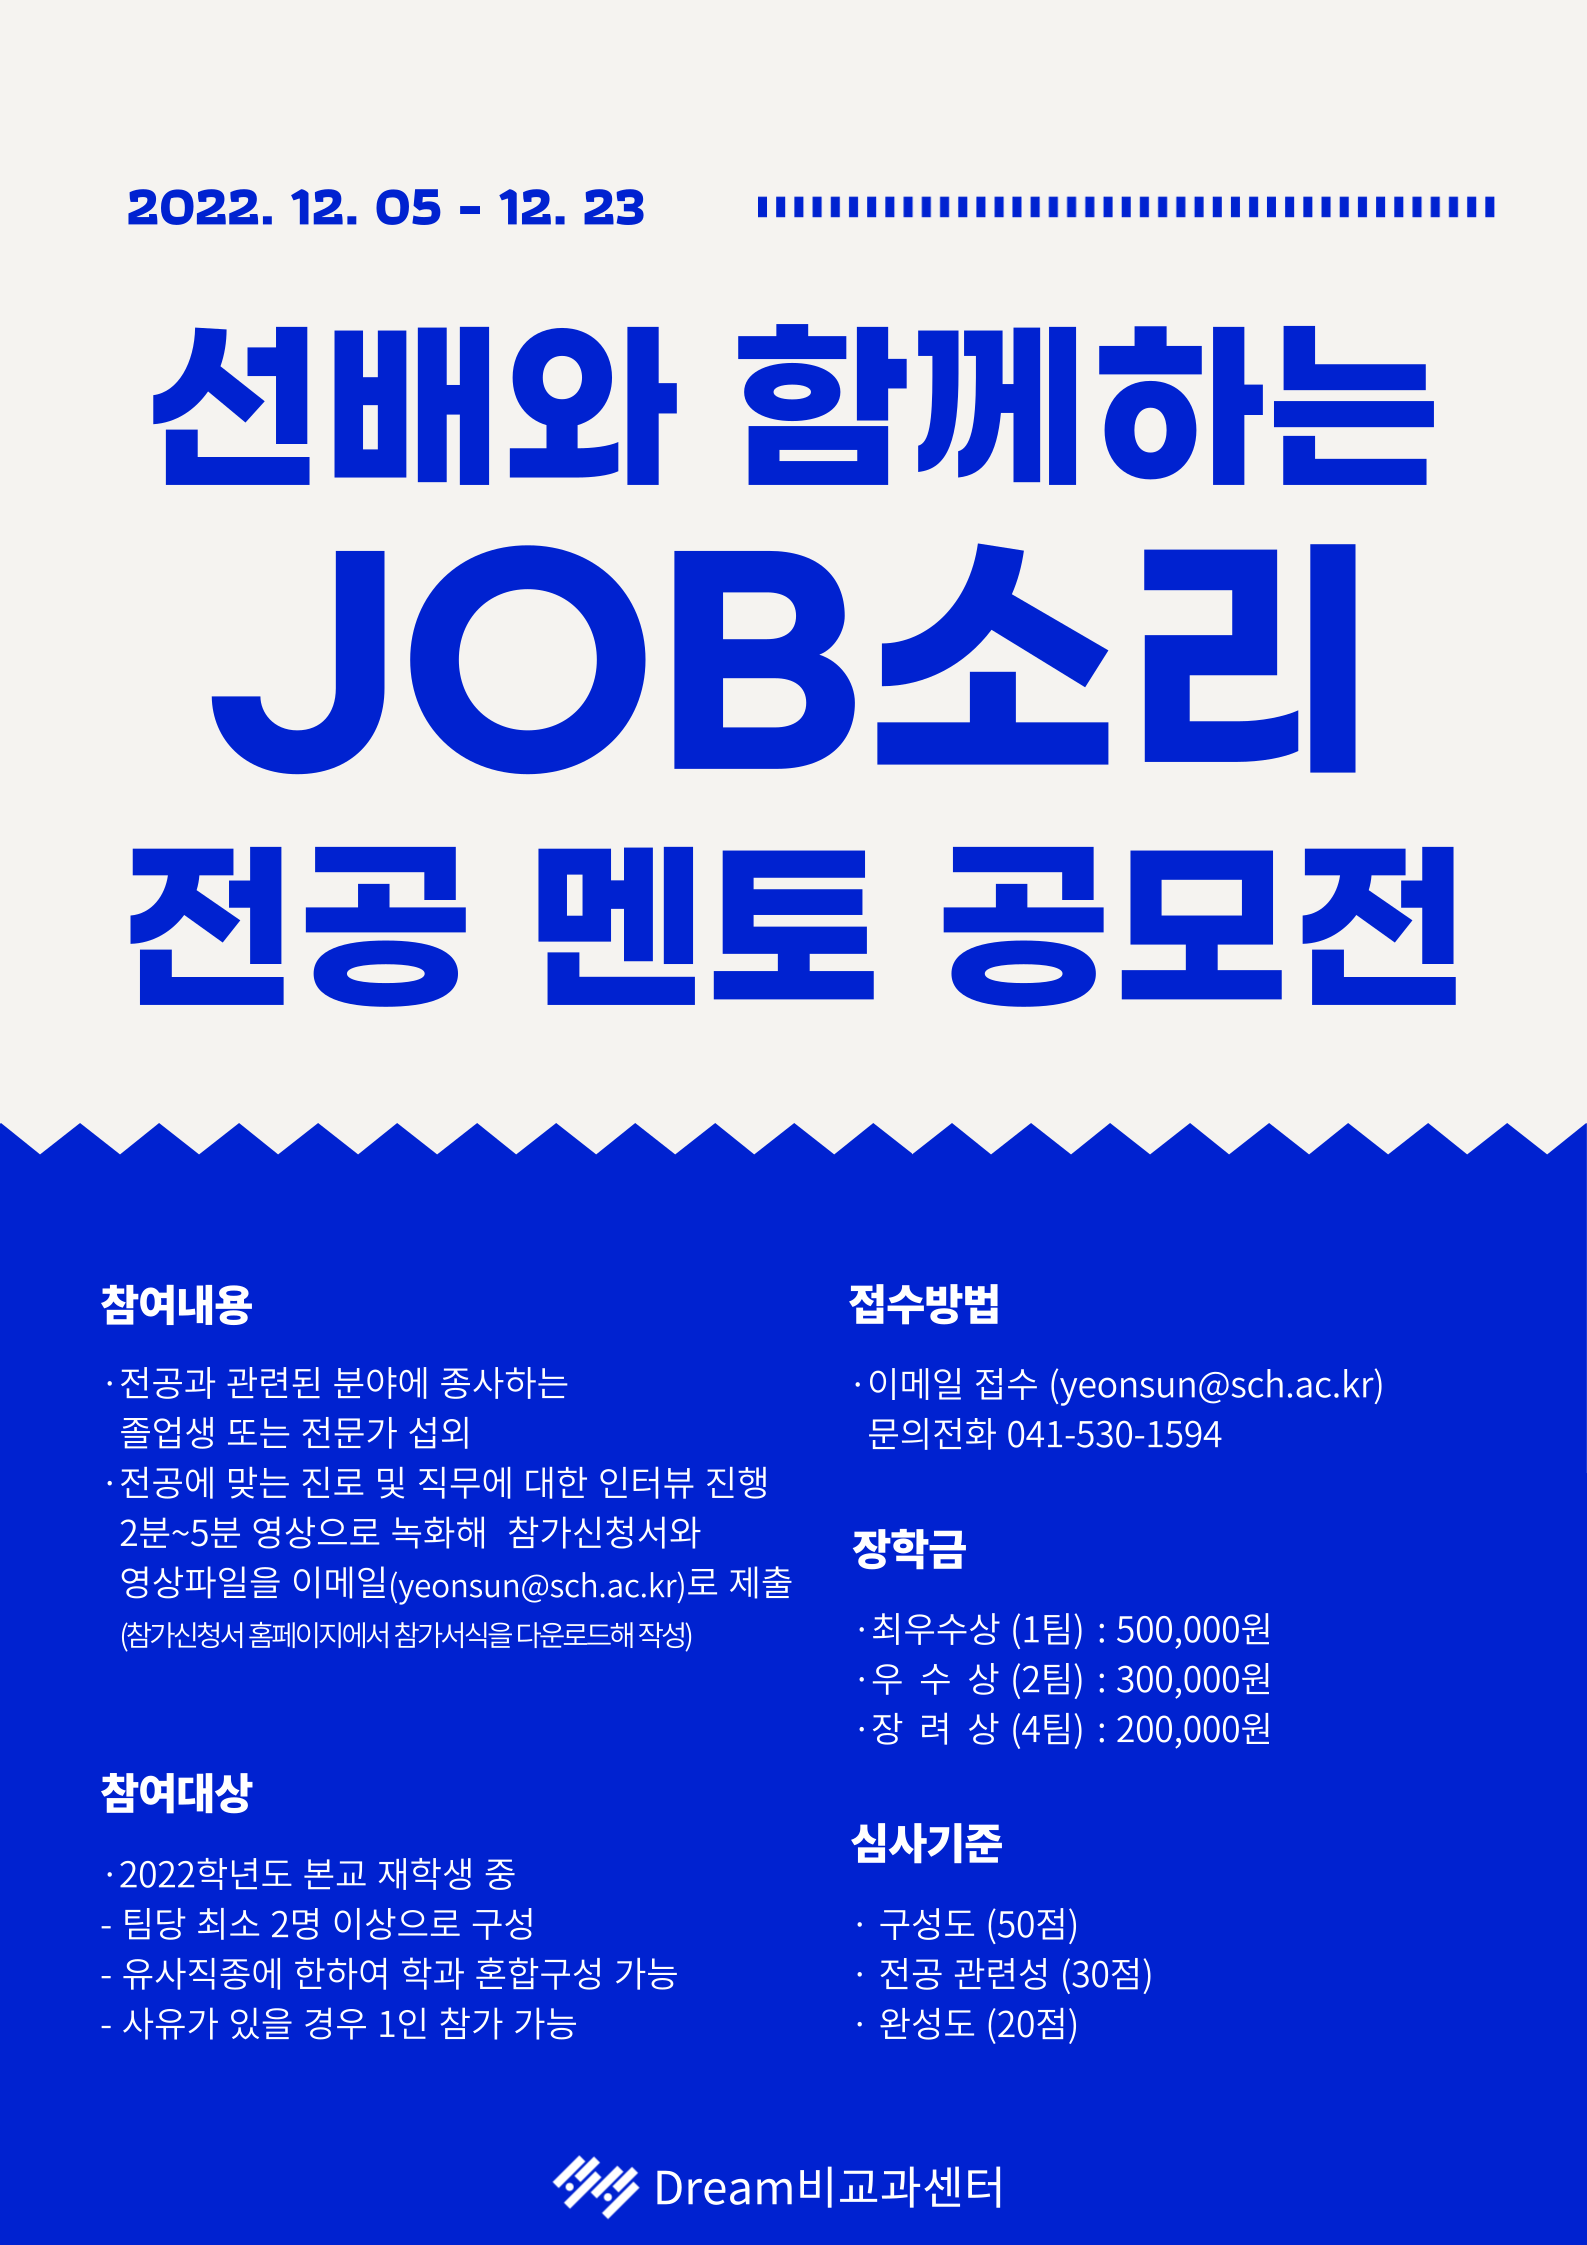 2022. 12. 05 - 12. 23
선배와 함께하는
JOB소리
전공 멘토 공모전
참여내용
·전공과 관련된 분야에 종사하는
졸업생 또는 전문가 섭외
·전공에 맞는 진로 및 직무에 대한 인터뷰 진행
2분~5분 영상으로 녹화해 참가신청서와
영상파일을 이메일(yeonsun@sch.ac.kr)로 제출
(참가신청서 홈페이지에서 참가서식을 다운로드해 작성)
참여대상
·2022학년도 본교 재학생 중
- 팀당 최소 2명 이상으로 구성
- 유사직종에 한하여 학과 혼합구성 가능
- 사유가 있을 경우 1인 참가 가능
접수방법
·이메일 접수 (yeonsun@sch.ac.kr)
문의전화 041-530-1594
장학금
·최우수상 (1팀) : 500,000원
·우 수 상 (2팀) : 300,000원
·장 려 상 (4팀) : 200,000원
심사기준
· 구성도 (50점)
· 전공 관련성 (30점)
· 완성도 (20점)
Dream비교과센터